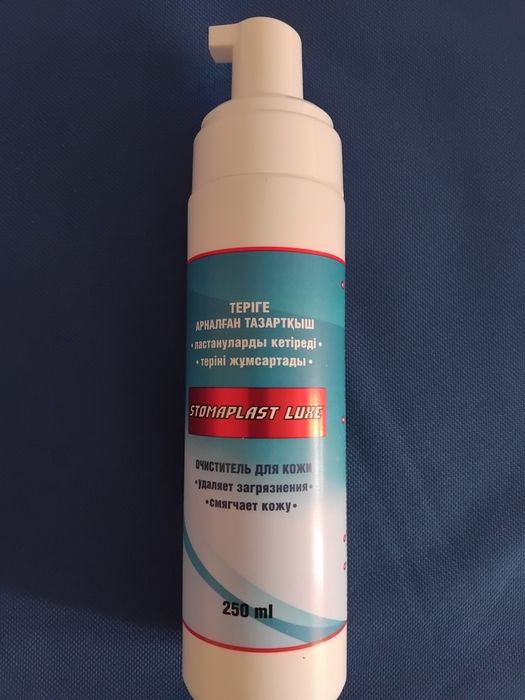 ТЕРІГЕ
АРНАЛҒАН ТАЗАРТҚЫШ
•ластануларды кетіреді•
•теріні жұмсартады•
STOMAPLAST LUXE
ОЧИСТИТЕЛЬ ДЛЯ КОЖИ
•удаляет загрязнения•
•смягчает кожу•
250 ml